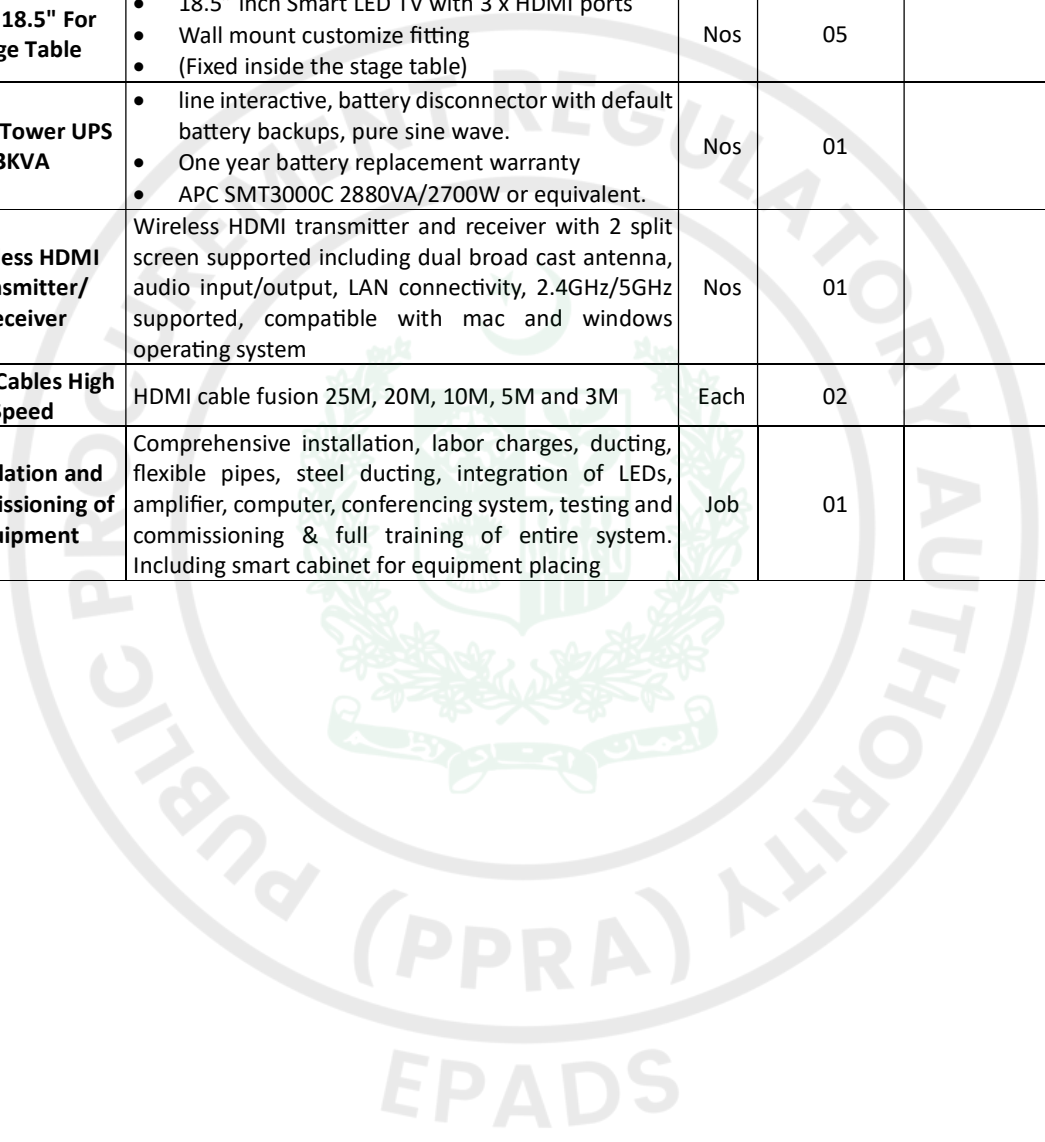 18.5" For
ge Table
• 18.5" Inch Smart LED TV with 3 x HDMI ports
• Wall mount customize fitting
• (Fixed inside the stage table)
Nos
05
Tower UPS
3KVA
• line interactive, battery disconnector with default
battery backups, pure sine wave.
• One year battery replacement warranty
• APC SMT3000C 2880VA/2700W or equivalent.
Nos
01
ess HDMI
nsmitter/
eceiver
Wireless HDMI transmitter and receiver with 2 split
screen supported including dual broad cast antenna,
audio input/output, LAN connectivity, 2.4GHz/5GHz
supported, compatible with mac and windows
operating system
Nos
01
Cables High
Speed
HDMI cable fusion 25M, 20M, 10M, 5M and 3M
Each
02
lation and
issioning of
uipment
Comprehensive installation, labor charges, ducting,
flexible pipes, steel ducting, integration of LEDs,
amplifier, computer, conferencing system, testing and
commissioning & full training of entire system.
Including smart cabinet for equipment placing
Job
01
PUBLIC PROCUREMENT REGULATORY AUTHORITY
(PPRA)
EPADS